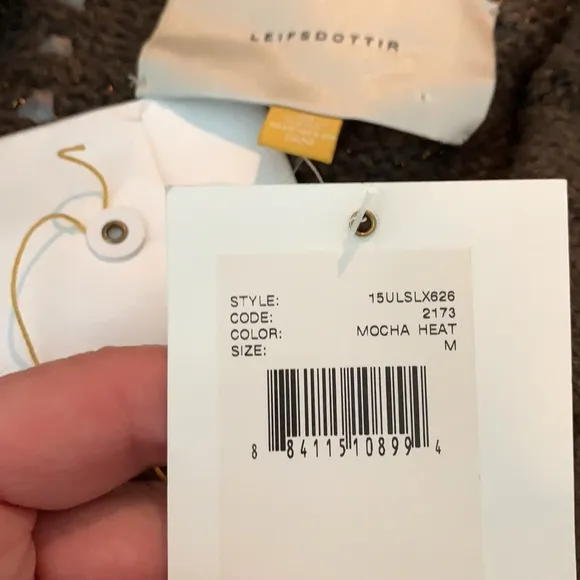 LEIFSDOTTIR
STYLE: 15ULSLX626
CODE: 2173
COLOR: MOCHA HEAT
SIZE: M
8 84115 10899 4